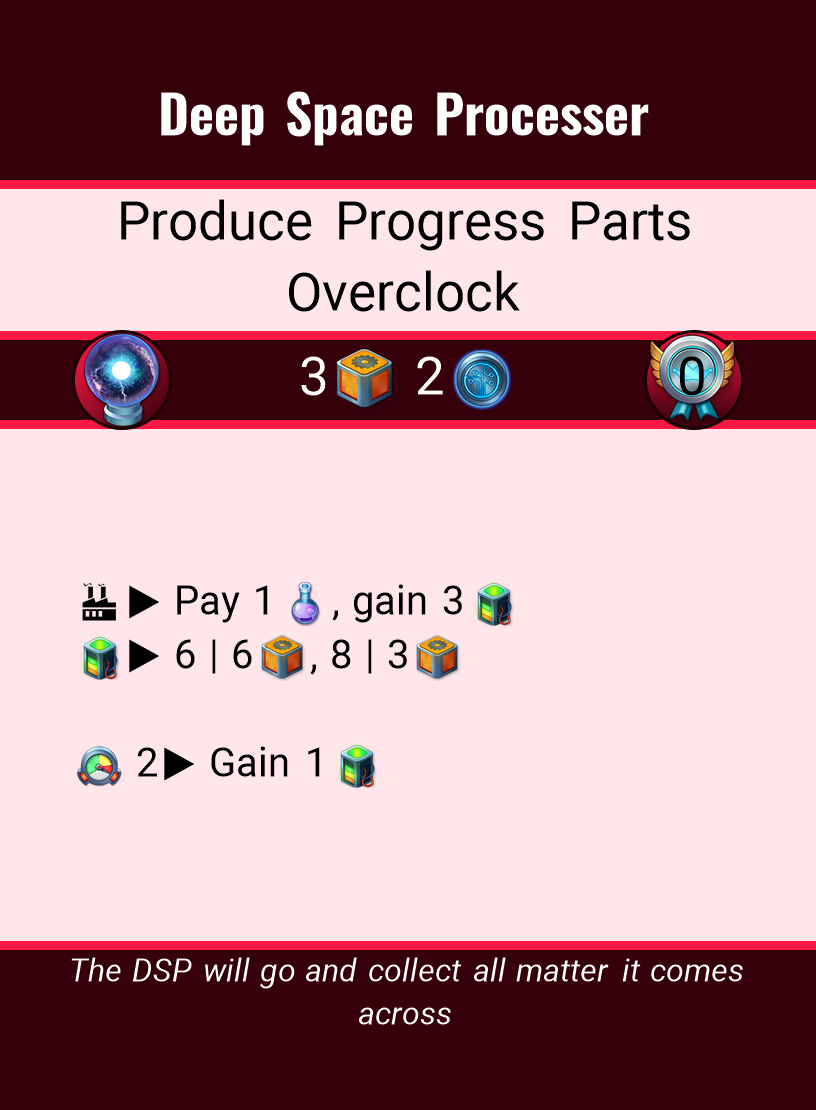 Deep Space Processer
Produce Progress Parts
Overclock
3 2 0
▶ Pay 1 , gain 3
▶ 6 | 6 , 8 | 3
2 ▶ Gain 1
The DSP will go and collect all matter it comes
across